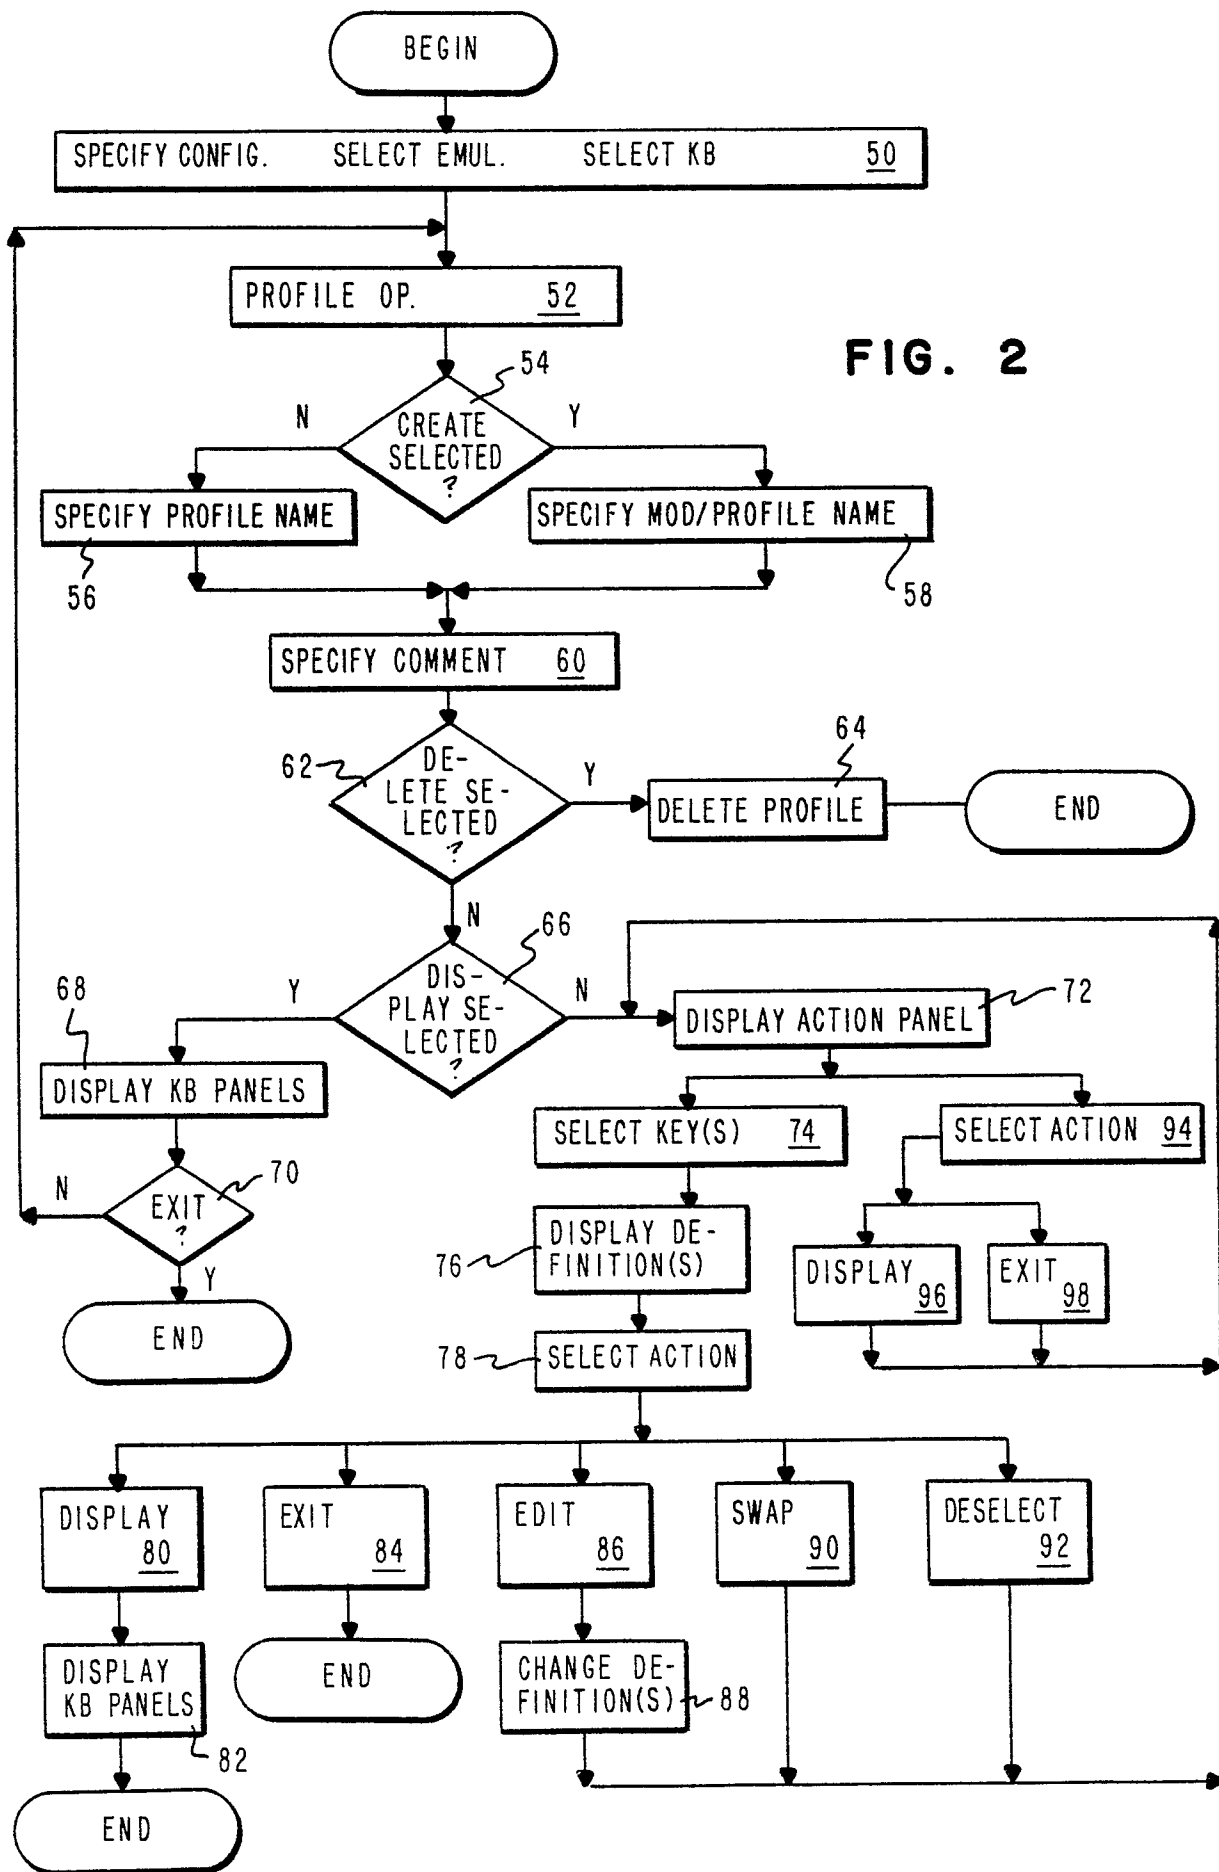 BEGIN
SPECIFY CONFIG. SELECT EMUL. SELECT KB 50
PROFILE OP. 52
FIG. 2
54
N
Y
CREATE
SELECTED
?
SPECIFY PROFILE NAME
SPECIFY MOD/PROFILE NAME
56
58
SPECIFY COMMENT 60
62
DE-
LETE SE-
LECTED
?
Y
64
DELETE PROFILE
END
N
66
DIS-
PLAY SE-
LECTED
?
Y
N
68
DISPLAY KB PANELS
72
DISPLAY ACTION PANEL
SELECT KEY(S) 74
SELECT ACTION 94
70
N
EXIT
?
Y
END
76
DISPLAY DE-
FINITION(S)
DISPLAY
96
EXIT
98
78
SELECT ACTION
DISPLAY
80
EXIT
84
EDIT
86
SWAP
90
DESELECT
92
DISPLAY
KB PANELS
82
END
CHANGE DE-
FINITION(S)
88
END